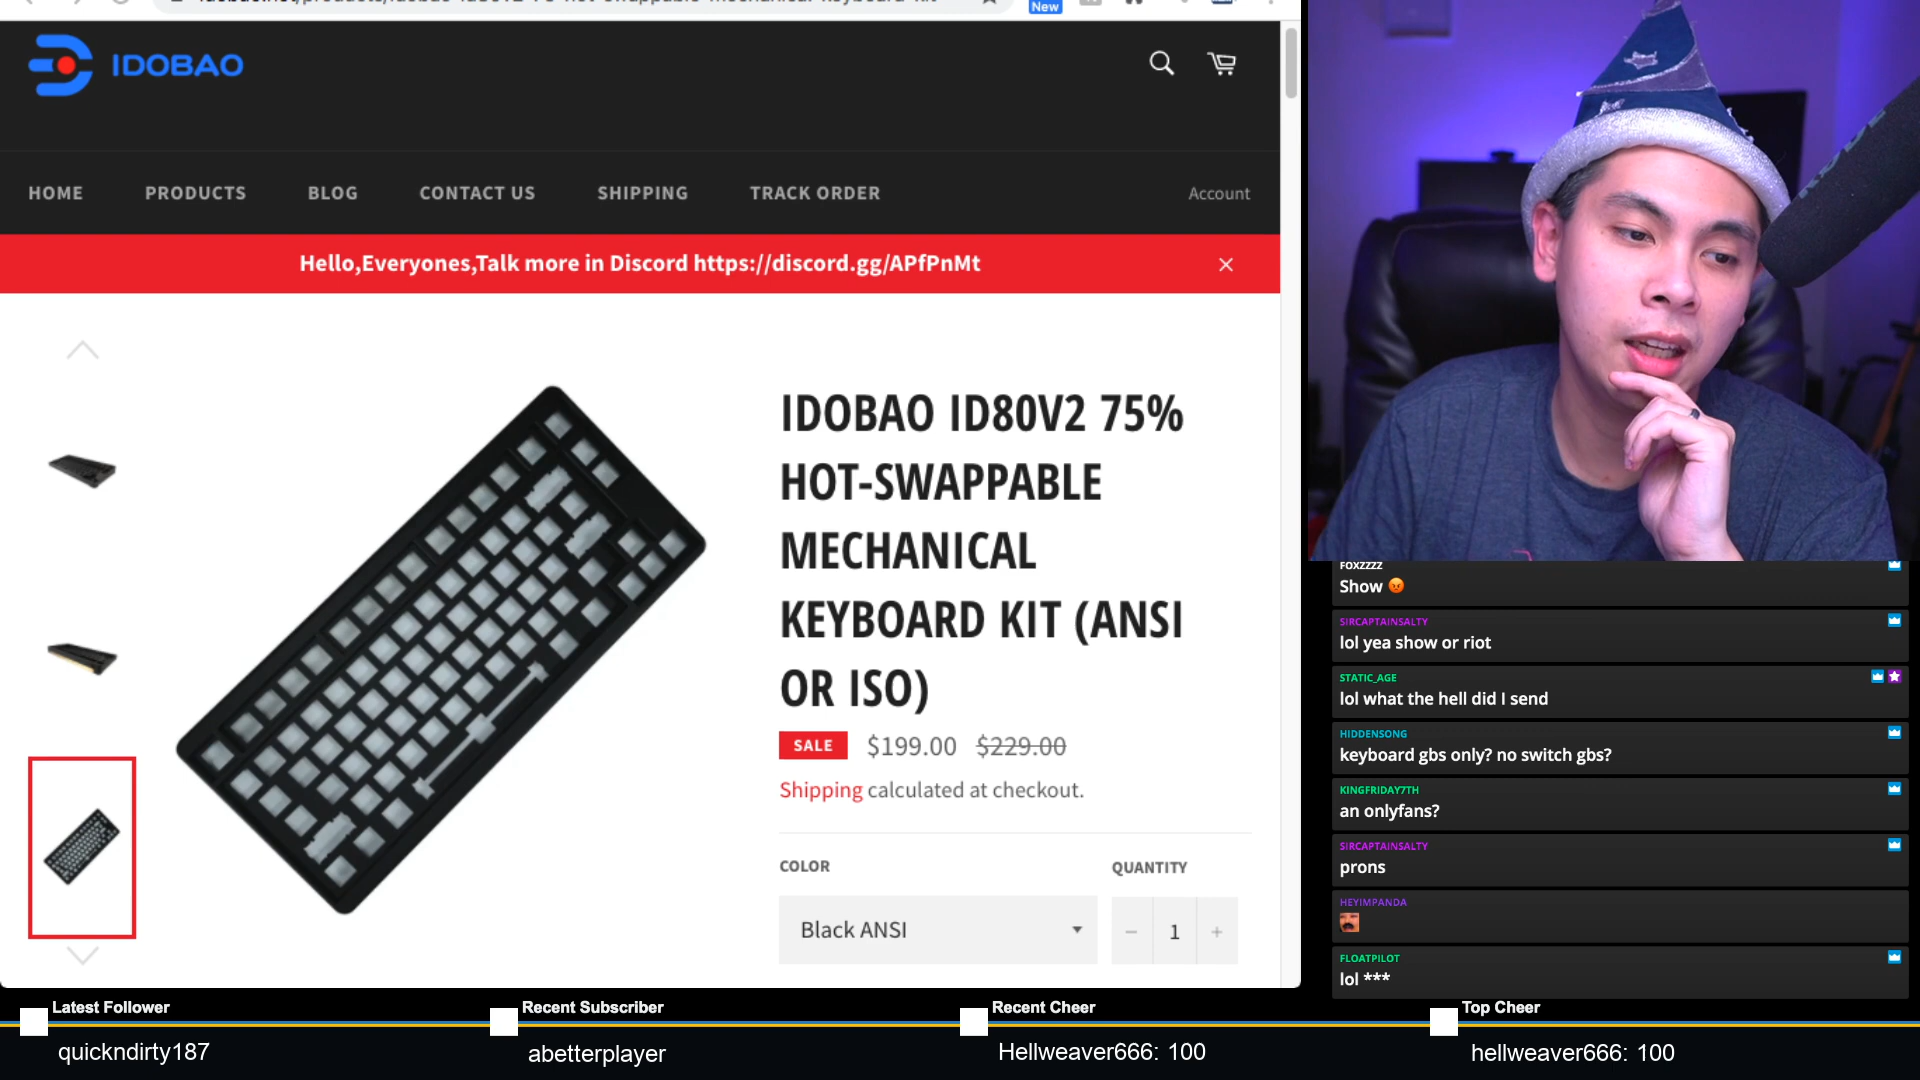 New
IDOBAO
HOME PRODUCTS BLOG CONTACT US SHIPPING TRACK ORDER Account
Hello,Everyones,Talk more in Discord https://discord.gg/APfPnMt
IDOBAO ID80V2 75%
HOT-SWAPPABLE
MECHANICAL
KEYBOARD KIT (ANSI
OR ISO)
SALE $199.00 $229.00
Shipping calculated at checkout.
COLOR QUANTITY
Black ANSI 1
FOXZZZZ
Show
SIRCAPTAINSALTY
lol yea show or riot
STATIC_AGE
lol what the hell did I send
HIDDENSONG
keyboard gbs only? no switch gbs?
KINGFRIDAY7TH
an onlyfans?
SIRCAPTAINSALTY
prons
HEYIMPANDA
FLOATPILOT
lol ***
Latest Follower
quickndirty187
Recent Subscriber
abetterplayer
Recent Cheer
Hellweaver666: 100
Top Cheer
hellweaver666: 100